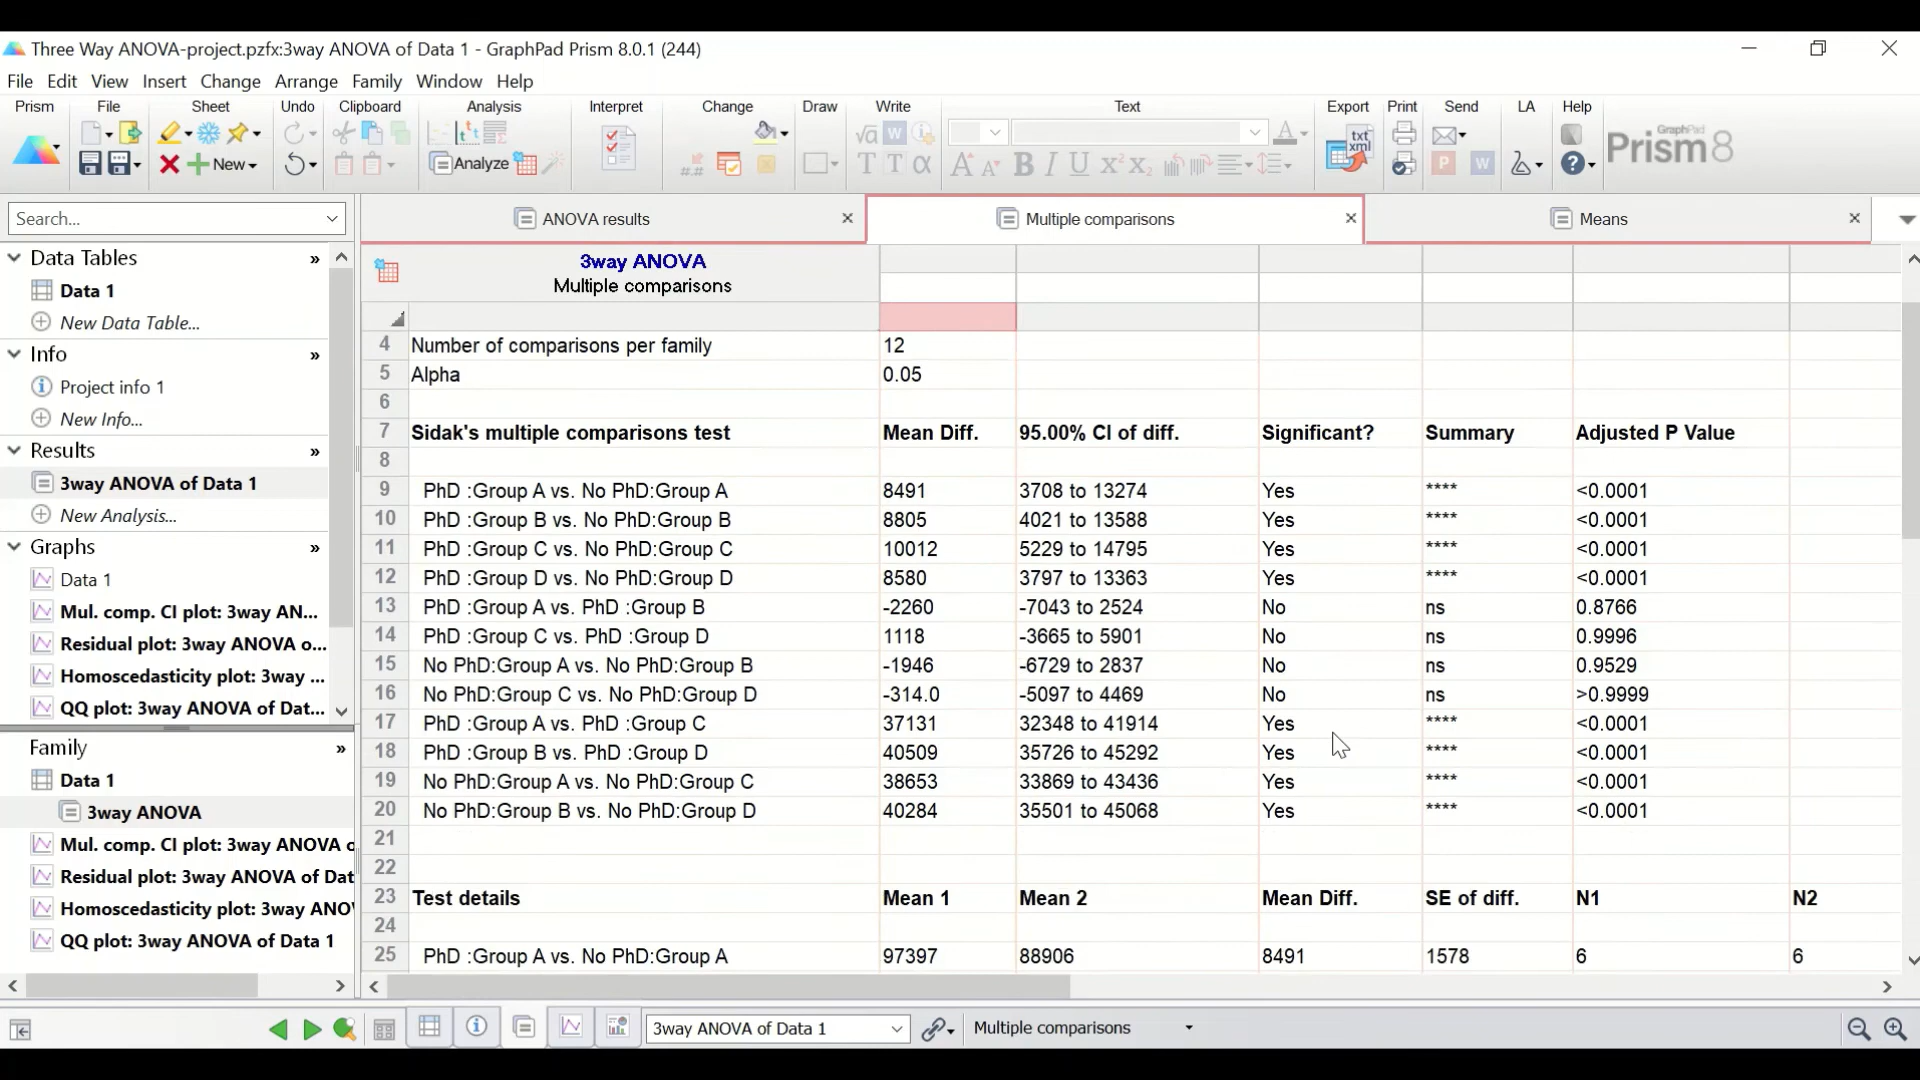 Three Way ANOVA-project.pzfx:3way ANOVA of Data 1 - GraphPad Prism 8.0.1 (244)
File Edit View Insert Change Arrange Family Window Help
Prism File Sheet Undo Clipboard Analysis Interpret Change Draw Write Text Export Print Send LA Help
New Analyze txt xml GraphPad Prism 8
Search...
ANOVA results Multiple comparisons Means
Data Tables »
Data 1
New Data Table...
Info »
Project info 1
New Info...
Results »
3way ANOVA of Data 1
New Analysis...
Graphs »
Data 1
Mul. comp. CI plot: 3way AN...
Residual plot: 3way ANOVA o...
Homoscedasticity plot: 3way ...
QQ plot: 3way ANOVA of Dat...
Family »
Data 1
3way ANOVA
Mul. comp. CI plot: 3way ANOVA o
Residual plot: 3way ANOVA of Dat
Homoscedasticity plot: 3way ANO
QQ plot: 3way ANOVA of Data 1
3way ANOVA
Multiple comparisons
4 Number of comparisons per family 12
5 Alpha 0.05
6
7 Sidak's multiple comparisons test Mean Diff. 95.00% CI of diff. Significant? Summary Adjusted P Value
8
9 PhD :Group A vs. No PhD:Group A 8491 3708 to 13274 Yes **** <0.0001
10 PhD :Group B vs. No PhD:Group B 8805 4021 to 13588 Yes **** <0.0001
11 PhD :Group C vs. No PhD:Group C 10012 5229 to 14795 Yes **** <0.0001
12 PhD :Group D vs. No PhD:Group D 8580 3797 to 13363 Yes **** <0.0001
13 PhD :Group A vs. PhD :Group B -2260 -7043 to 2524 No ns 0.8766
14 PhD :Group C vs. PhD :Group D 1118 -3665 to 5901 No ns 0.9996
15 No PhD:Group A vs. No PhD:Group B -1946 -6729 to 2837 No ns 0.9529
16 No PhD:Group C vs. No PhD:Group D -314.0 -5097 to 4469 No ns >0.9999
17 PhD :Group A vs. PhD :Group C 37131 32348 to 41914 Yes **** <0.0001
18 PhD :Group B vs. PhD :Group D 40509 35726 to 45292 Yes **** <0.0001
19 No PhD:Group A vs. No PhD:Group C 38653 33869 to 43436 Yes **** <0.0001
20 No PhD:Group B vs. No PhD:Group D 40284 35501 to 45068 Yes **** <0.0001
21
22
23 Test details Mean 1 Mean 2 Mean Diff. SE of diff. N1 N2
24
25 PhD :Group A vs. No PhD:Group A 97397 88906 8491 1578 6 6
3way ANOVA of Data 1 Multiple comparisons